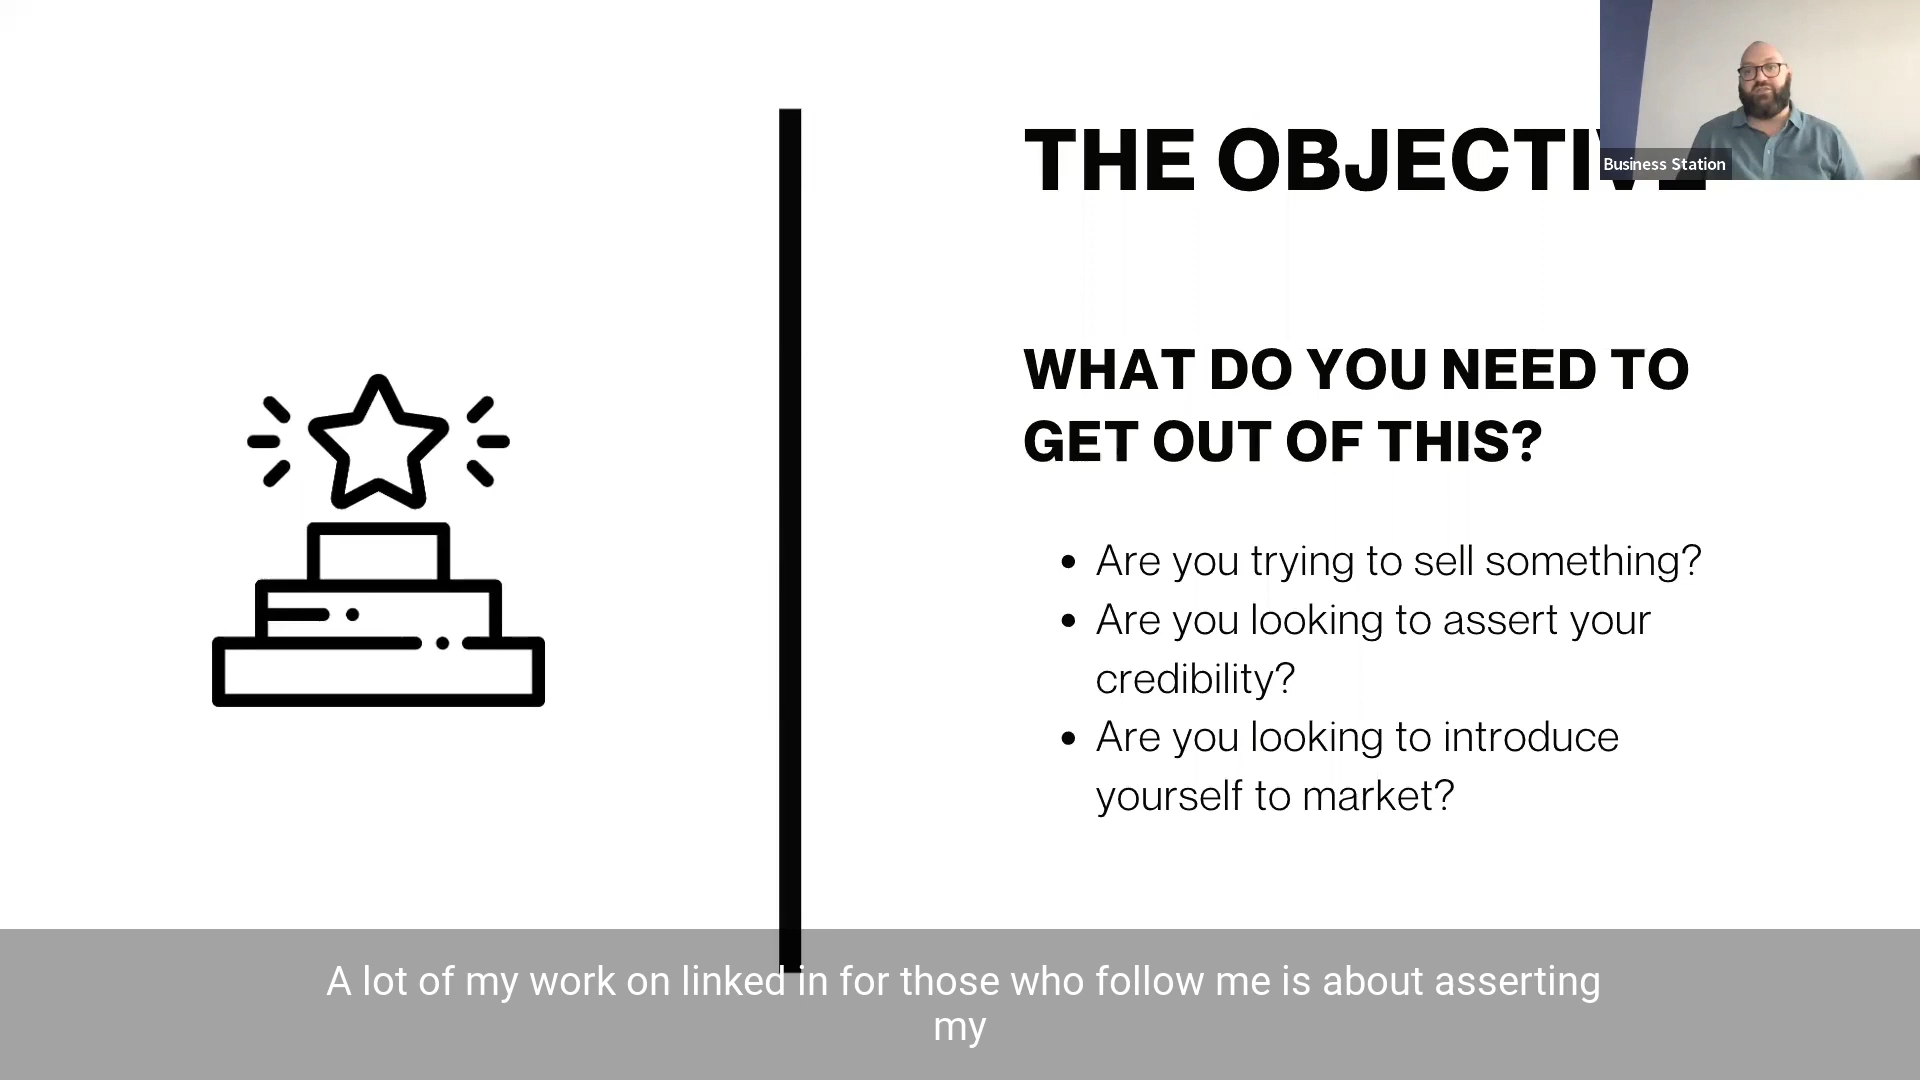 THE OBJECTIVE
Business Station
WHAT DO YOU NEED TO
GET OUT OF THIS?
• Are you trying to sell something?
• Are you looking to assert your
credibility?
• Are you looking to introduce
yourself to market?
A lot of my work on linked in for those who follow me is about asserting
my